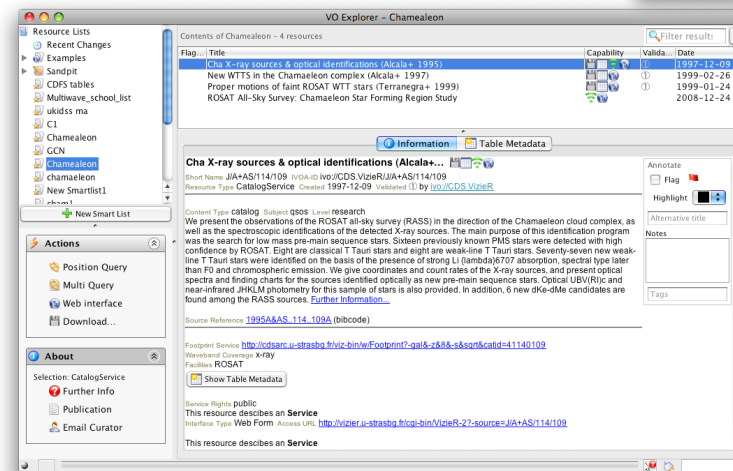 VO Explorer - Chamealeon
Resource Lists
Recent Changes
Examples
Sandpit
CDFS tables
Multiwave_school_list
ukidss ma
C1
Chamealeon
GCN
Chamealeon
chamaeleon
New Smartlist1
cham1
New Smart List
Actions
Position Query
Multi Query
Web interface
Download...
About
Selection: CatalogService
Further Info
Publication
Email Curator
Contents of Chamealeon - 4 resources
Filter results
Flag... Title Capability Valida... Date
Cha X-ray sources & optical identifications (Alcala+ 1995) ① 1997-12-09
New WTTS in the Chamaeleon complex (Alcala+ 1997) ① 1999-02-26
Proper motions of faint ROSAT WTT stars (Terranegra+ 1999) ① 1999-01-24
ROSAT All-Sky Survey: Chamaeleon Star Forming Region Study 2008-12-24
Information Table Metadata
Cha X-ray sources & optical identifications (Alcala+...
Short Name J/A+AS/114/109 IVOA-ID ivo://CDS.VizieR/J/A+AS/114/109
Resource Type CatalogService Created 1997-12-09 Validated ① by ivo://CDS.VizieR
Content Type catalog Subject qsos Level research
We present the observations of the ROSAT all-sky survey (RASS) in the direction of the Chamaeleon cloud complex, as
well as the spectroscopic identifications of the detected X-ray sources. The main purpose of this identification program
was the search for low mass pre-main sequence stars. Sixteen previously known PMS stars were detected with high
confidence by ROSAT. Eight are classical T Tauri stars and eight are weak-line T Tauri stars. Seventy-seven new weak-
line T Tauri stars were identified on the basis of the presence of strong Li {lambda}6707 absorption, spectral type later
than F0 and chromospheric emission. We give coordinates and count rates of the X-ray sources, and present optical
spectra and finding charts for the sources identified optically as new pre-main sequence stars. Optical UBV(RI)c and
near-infrared JHKLM photometry for this sample of stars is also provided. In addition, 6 new dKe-dMe candidates are
found among the RASS sources. Further Information...
Source Reference 1995A&AS..114..109A (bibcode)
Footprint Service http://cdsarc.u-strasbg.fr/viz-bin/w/Footprint?-gal&-z&8&-s&sqrt&catid=41140109
Waveband Coverage x-ray
Facilities ROSAT
Show Table Metadata
Service Rights public
This resource descibes an Service
Interface Type Web Form Access URL http://vizier.u-strasbg.fr/cgi-bin/VizieR-2?-source=J/A+AS/114/109
This resource descibes an Service
Annotate
Flag
Highlight
Alternative title
Notes
Tags